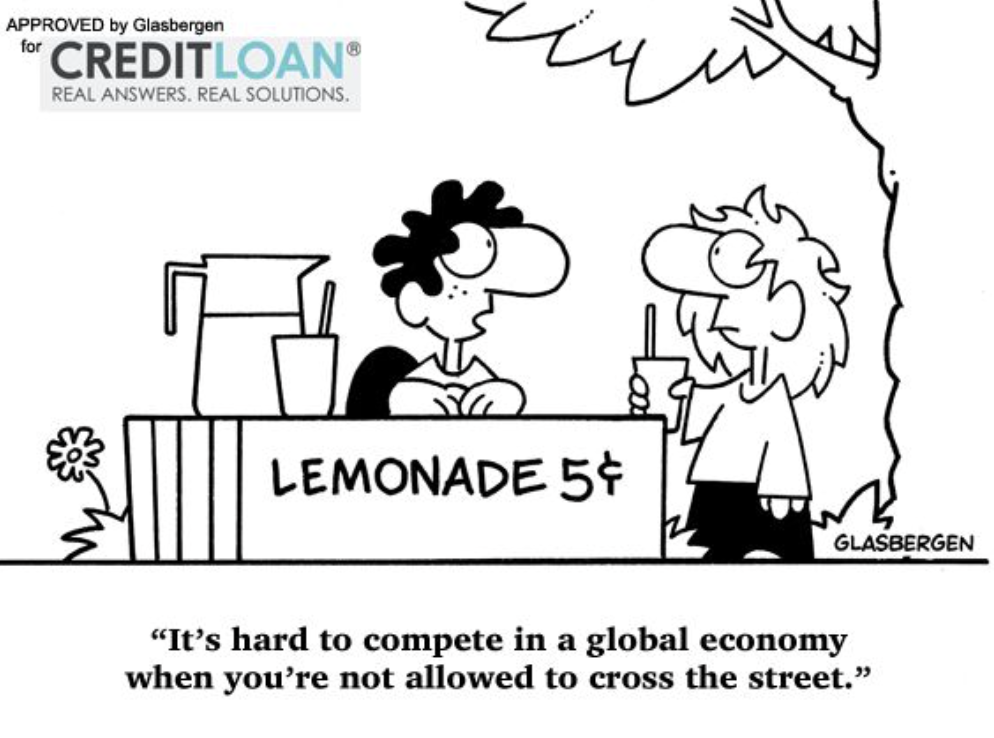 APPROVED by Glasbergen
for
CREDITLOAN®
REAL ANSWERS. REAL SOLUTIONS.
LEMONADE 5¢
GLASBERGEN
“It’s hard to compete in a global economy
when you’re not allowed to cross the street.”